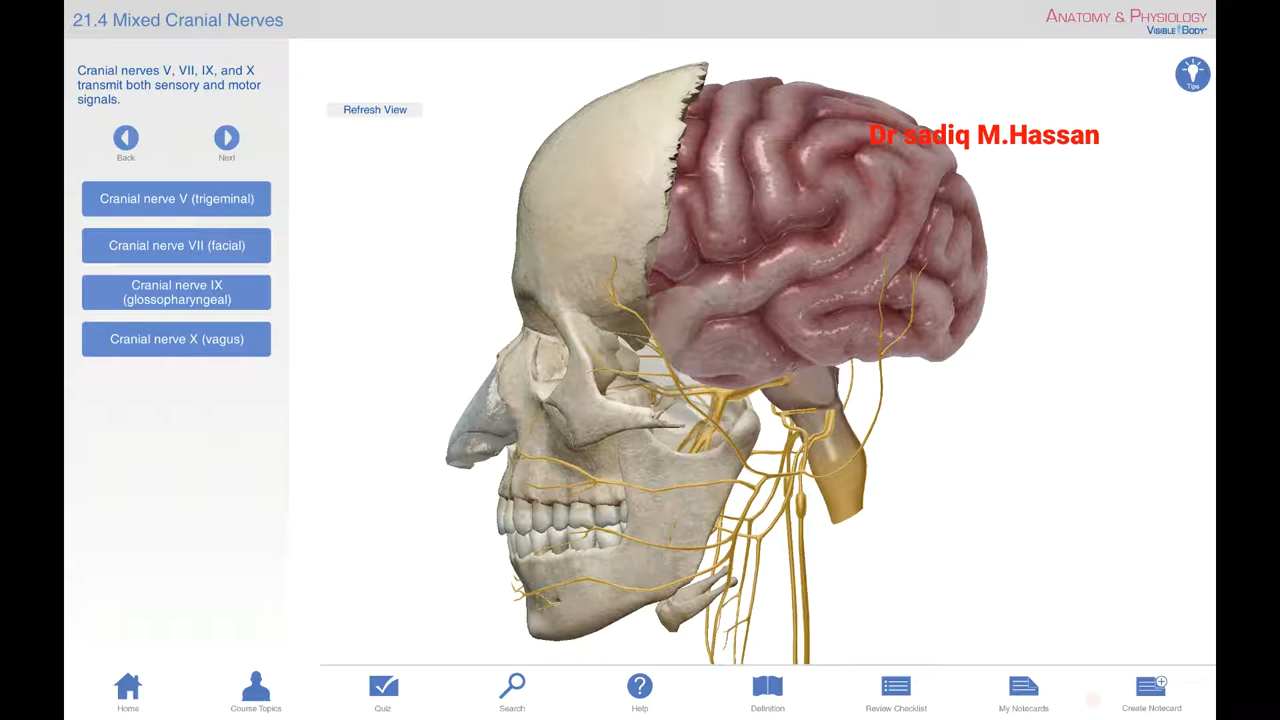 21.4 Mixed Cranial Nerves
ANATOMY & PHYSIOLOGY
VISIBLE BODY®
Cranial nerves V, VII, IX, and X
transmit both sensory and motor
signals.
Back
Next
Cranial nerve V (trigeminal)
Cranial nerve VII (facial)
Cranial nerve IX
(glossopharyngeal)
Cranial nerve X (vagus)
Refresh View
Tips
Dr sadiq M.Hassan
Home
Course Topics
Quiz
Search
Help
Definition
Review Checklist
My Notecards
Create Notecard